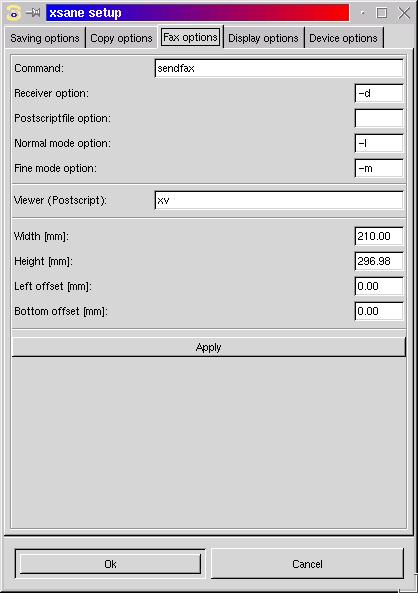 xsane setup
Saving options Copy options Fax options Display options Device options
Command: sendfax
Receiver option: -d
Postscriptfile option:
Normal mode option: -l
Fine mode option: -m
Viewer (Postscript): xv
Width [mm]: 210.00
Height [mm]: 296.98
Left offset [mm]: 0.00
Bottom offset [mm]: 0.00
Apply
Ok Cancel